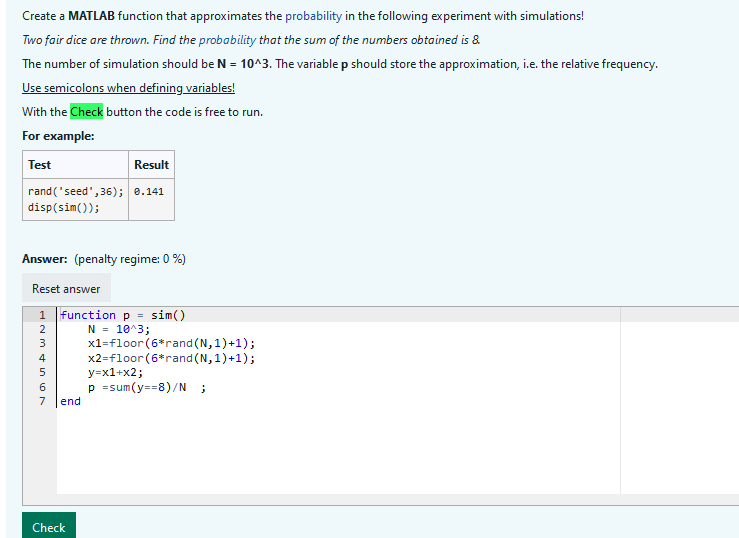 Create a MATLAB function that approximates the probability in the following experiment with simulations!
Two fair dice are thrown. Find the probability that the sum of the numbers obtained is 8.
The number of simulation should be N = 10^3. The variable p should store the approximation, i.e. the relative frequency.
Use semicolons when defining variables!
With the Check button the code is free to run.
For example:
Test Result
rand('seed',36); 0.141
disp(sim());
Answer: (penalty regime: 0 %)
Reset answer
1 function p = sim()
2 N = 10^3;
3 x1=floor(6*rand(N,1)+1);
4 x2=floor(6*rand(N,1)+1);
5 y=x1+x2;
6 p =sum(y==8)/N ;
7 end
Check